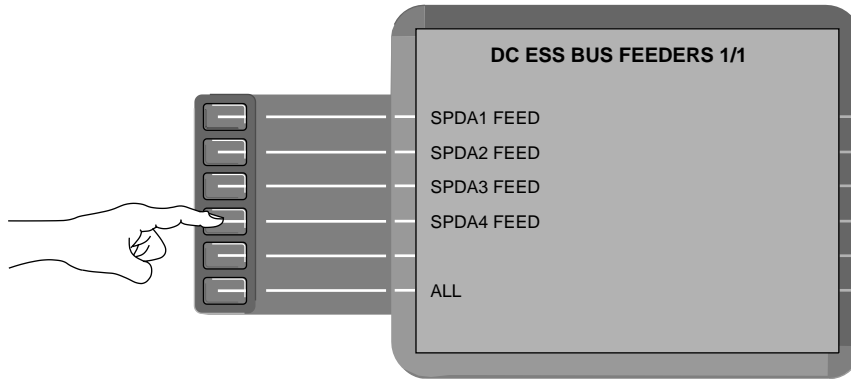 DC ESS BUS FEEDERS 1/1
SPDA1 FEED
SPDA2 FEED
SPDA3 FEED
SPDA4 FEED
ALL